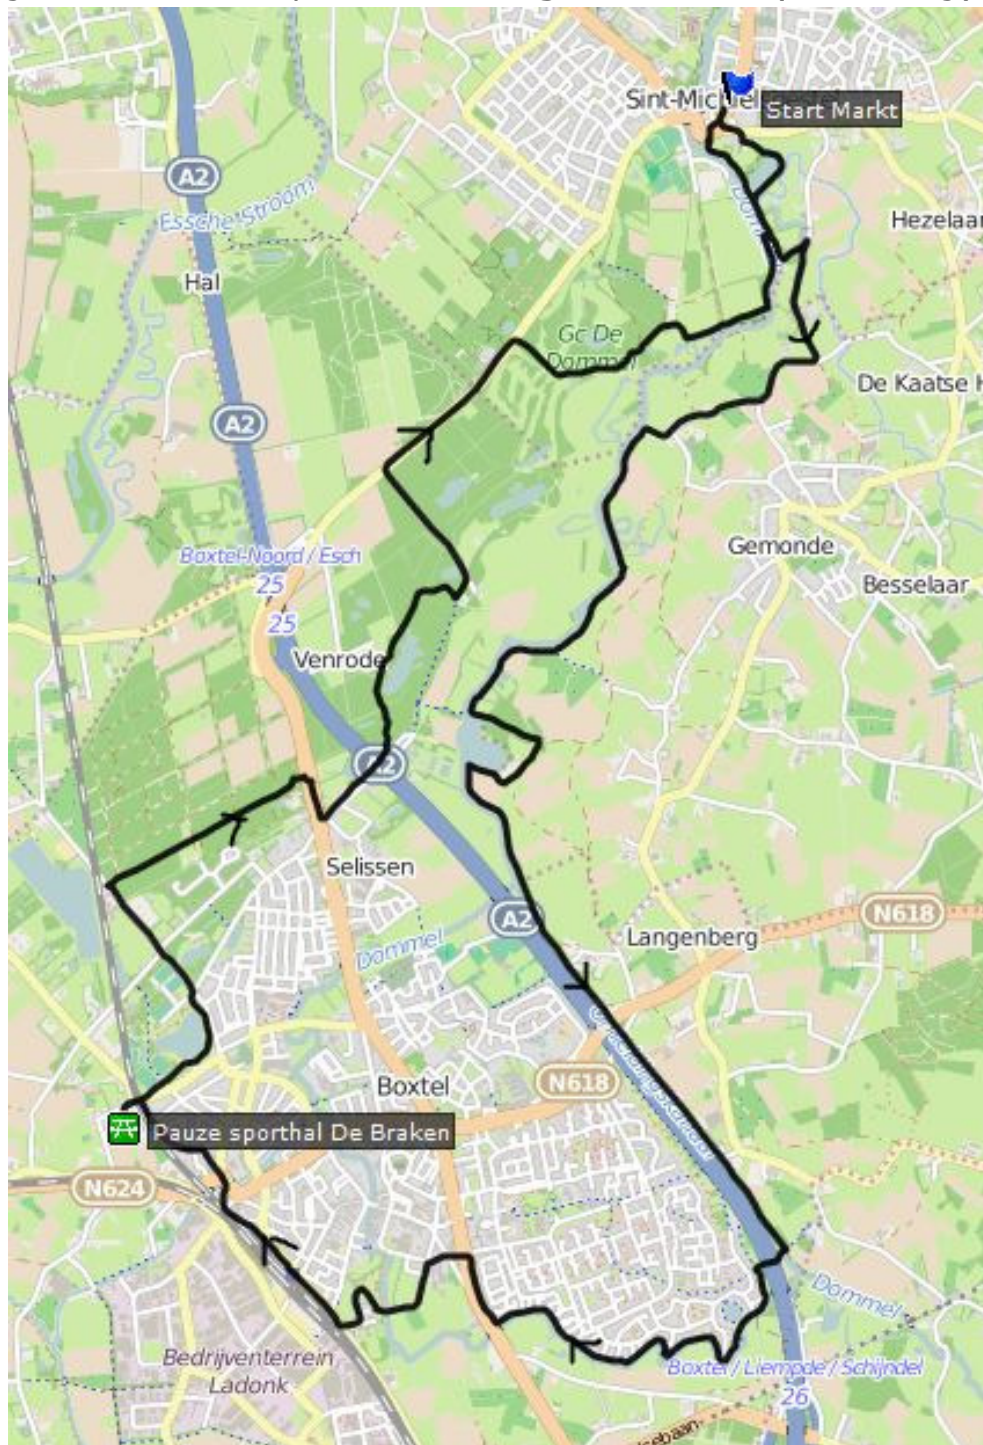 Sint-Michiel
Start Markt
A2
Essche Stroom
Hezelaar
Hal
Gc De
Dommel
De Kaatse H
A2
Gemonde
Boxtel-Noord / Esch
25
Besselaar
25
Venrode
A2
Selissen
N618
A2
Langenberg
Dommel
Boxtel
N618
Pauze sporthal De Braken
N624
Dommel
Bedrijventerrein
Ladonk
Boxtel / Liempde / Schijndel
26